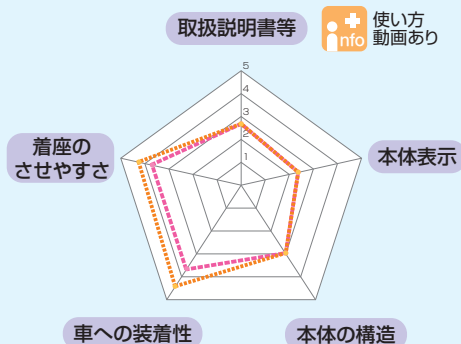 取扱説明書等
info
使い方
動画あり
5
4
3
2
1
着座の
させやすさ
本体表示
車への装着性
本体の構造